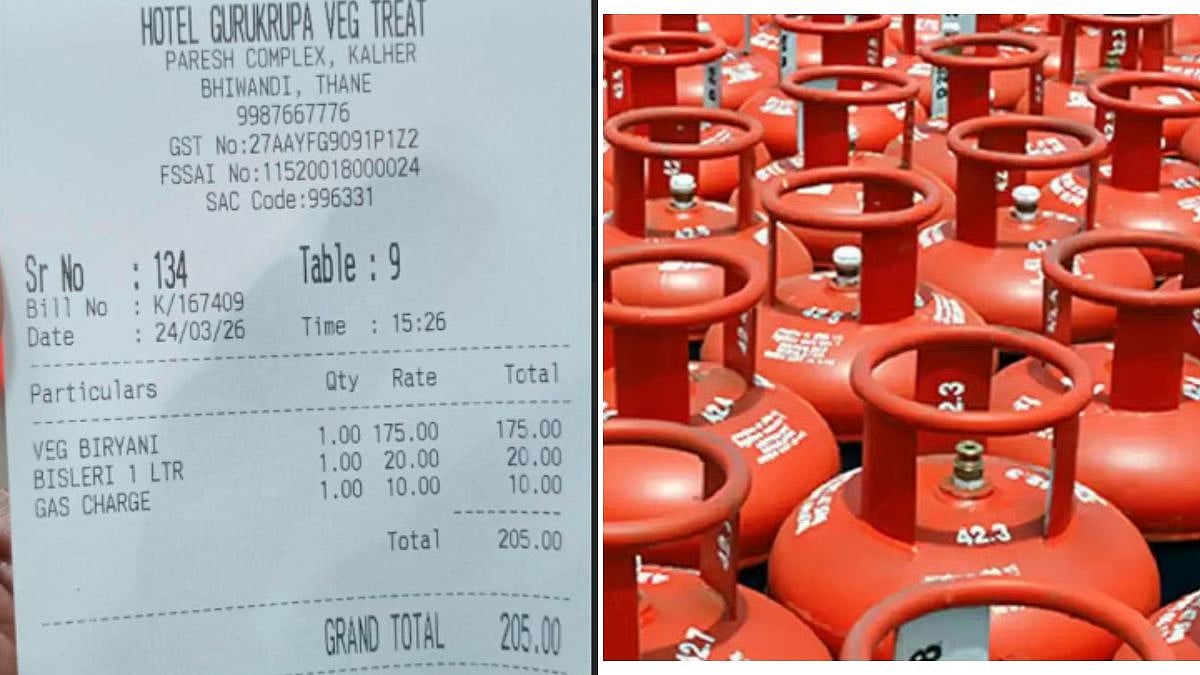 HOTEL GURUKRUPA VEG TREAT
PARESH COMPLEX, KALHER
BHIWANDI, THANE
9987667776
GST No:27AAYFG9091P1Z2
FSSAI No:11520018000024
SAC Code:996331
Sr No : 134 Table : 9
Bill No : K/167409
Date : 24/03/26 Time : 15:26
Particulars Qty Rate Total
VEG BIRYANI 1.00 175.00 175.00
BISLERI 1 LTR 1.00 20.00 20.00
GAS CHARGE 1.00 10.00 10.00
Total 205.00
GRAND TOTAL 205.00
42.3